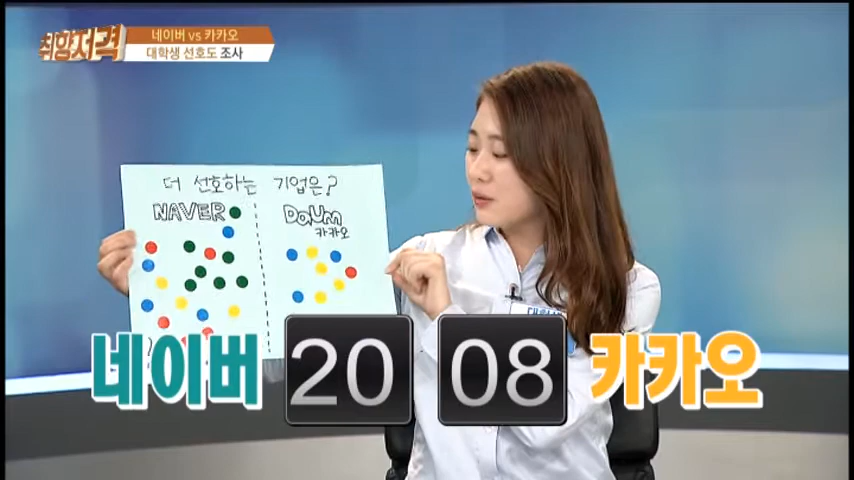 취향저격
네이버 vs 카카오
대학생 선호도 조사
더 선호하는 기업은?
NAVER
Daum
카카오
네이버 20 08 카카오